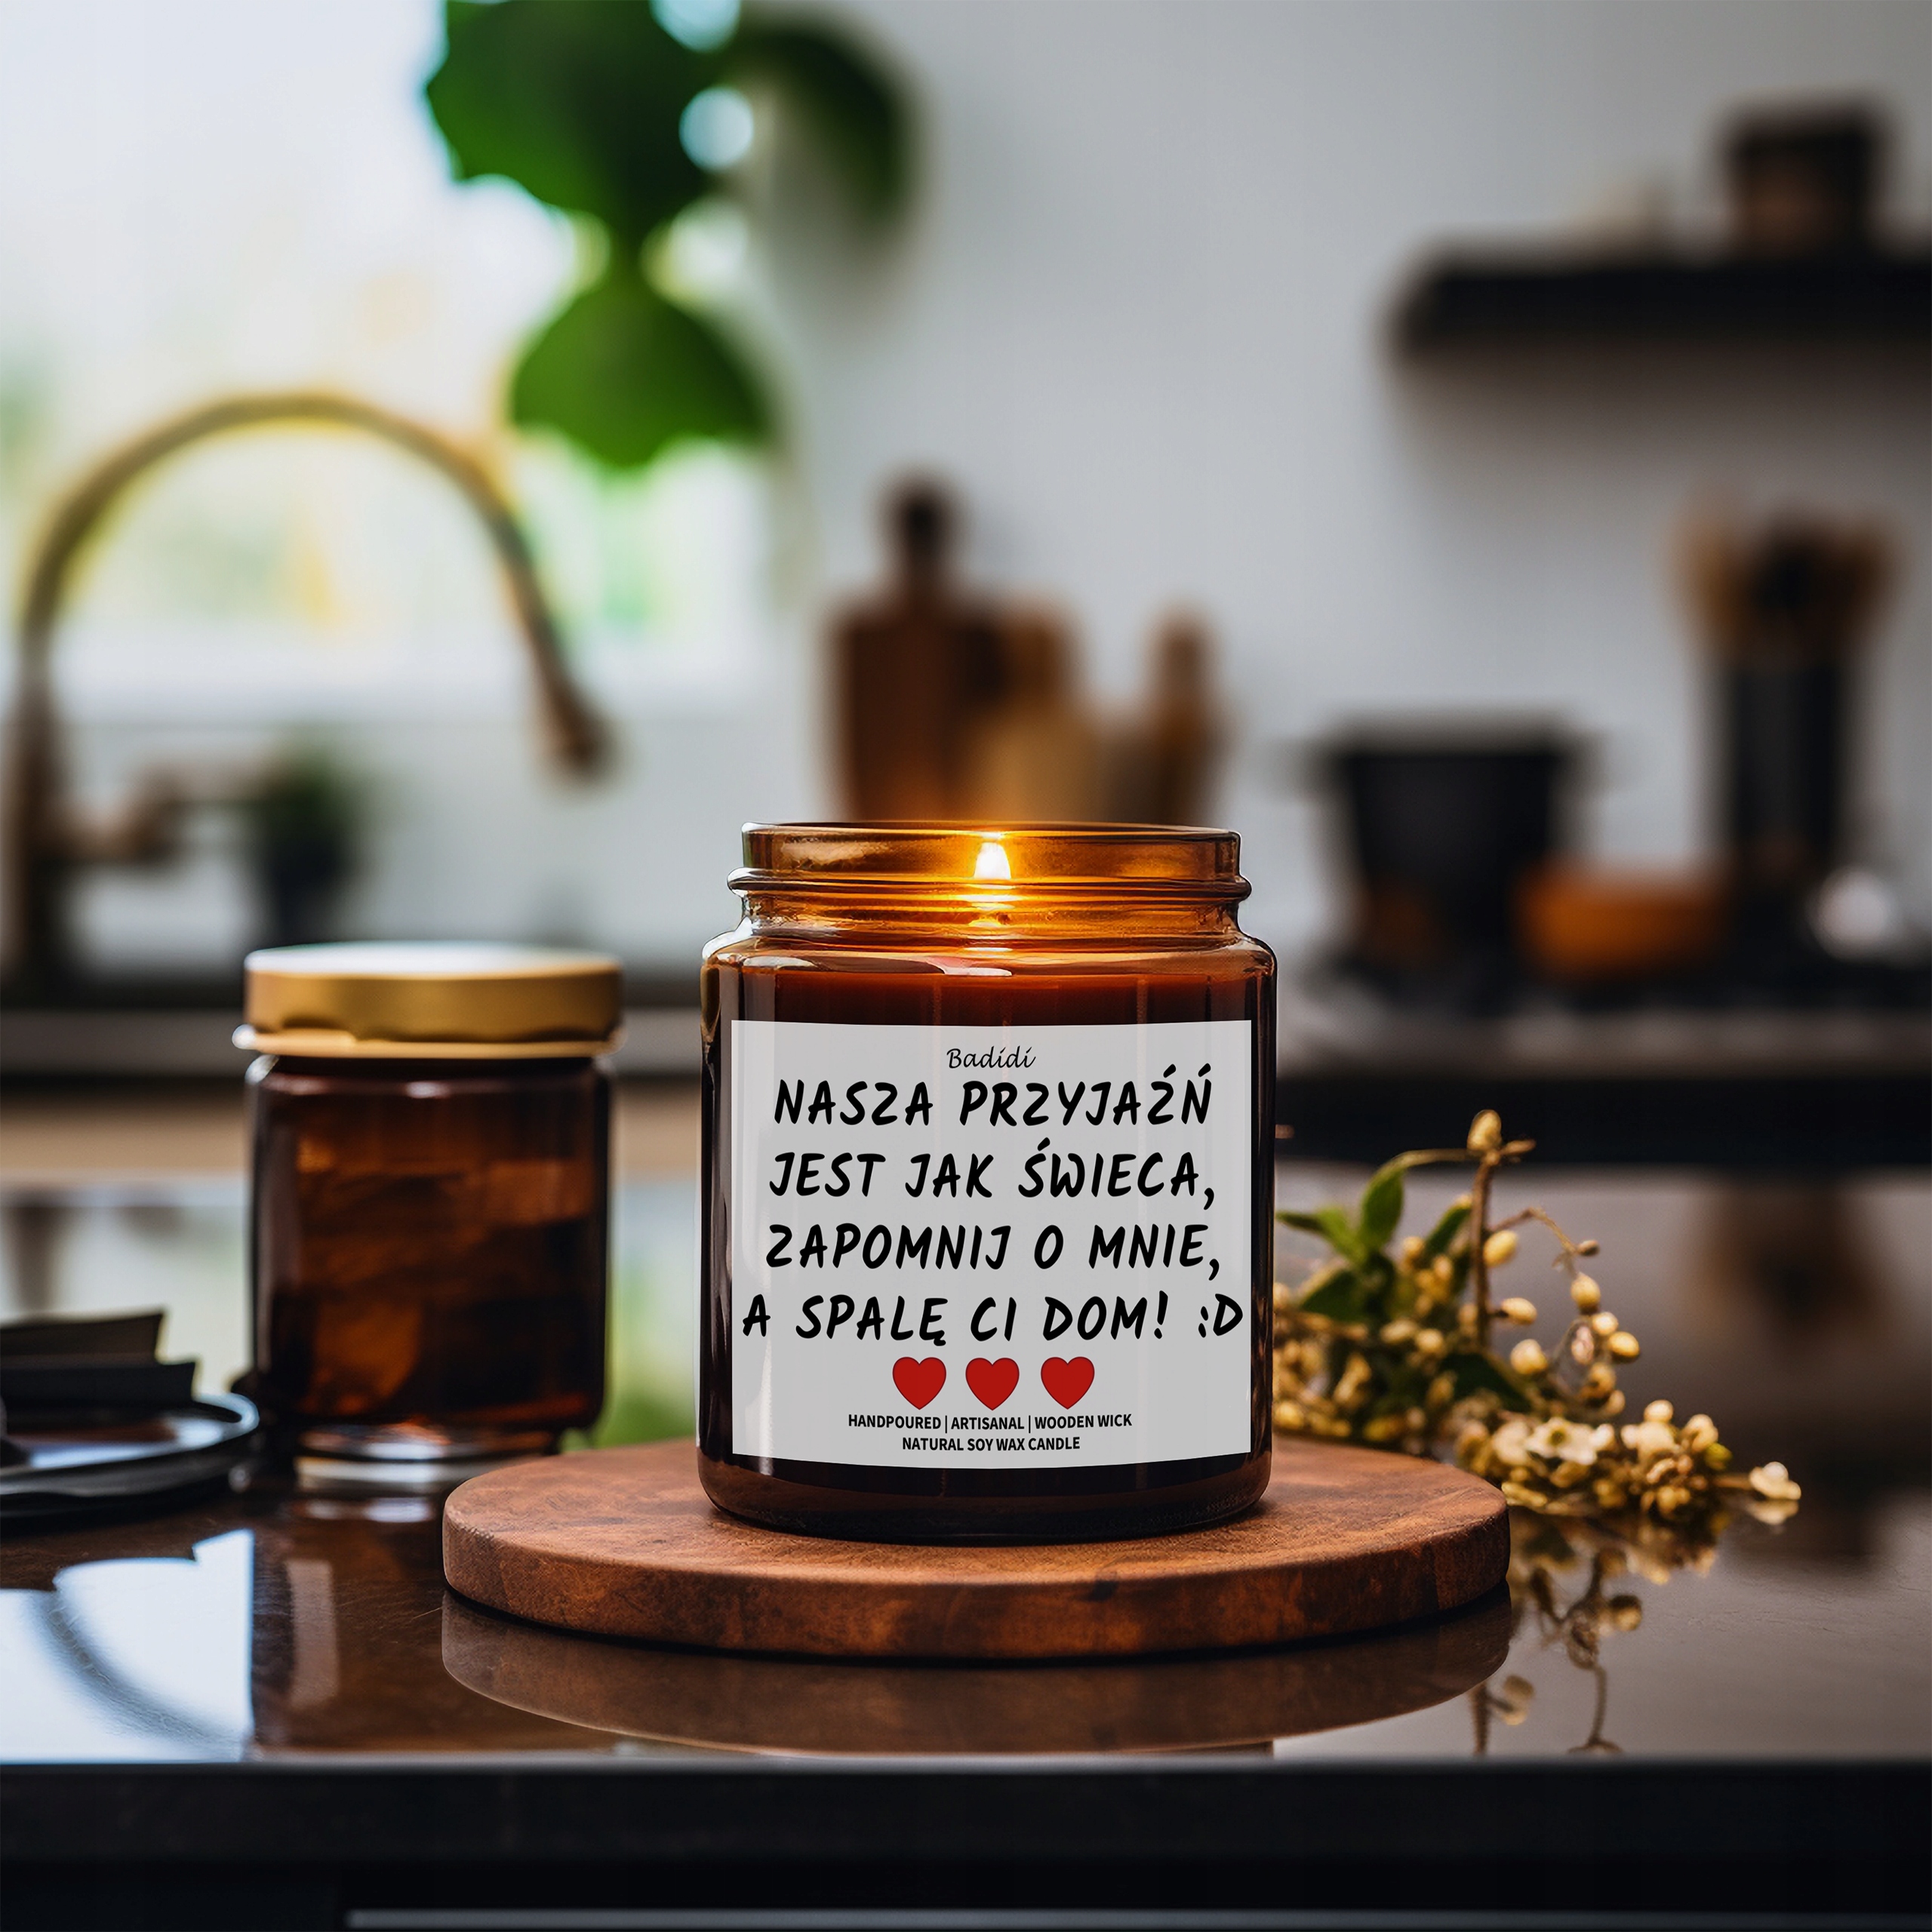 Badidi
NASZA PRZYJAŹŃ
JEST JAK ŚWIECA,
ZAPOMNIJ O MNIE,
A SPALĘ CI DOM! :D
HANDPOURED | ARTISANAL | WOODEN WICK
NATURAL SOY WAX CANDLE